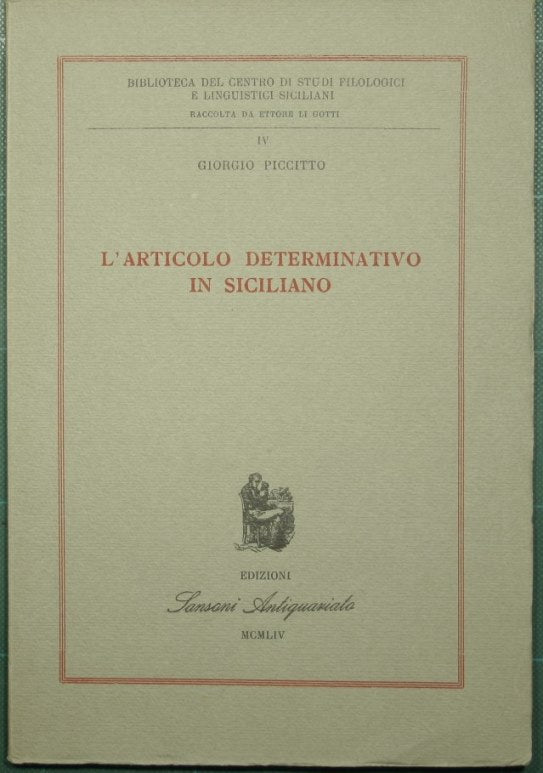 BIBLIOTECA DEL CENTRO DI STUDI FILOLOGICI
E LINGUISTICI SICILIANI
RACCOLTA DA ETTORE LI GOTTI
IV
GIORGIO PICCITTO
L'ARTICOLO DETERMINATIVO
IN SICILIANO
EDIZIONI
Sansoni Antiquariato
MCMLIV